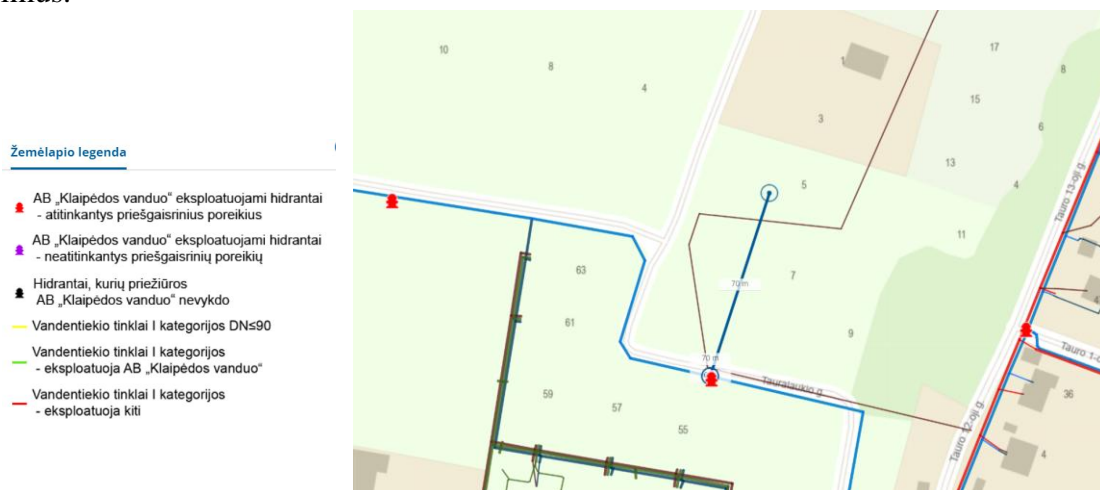 Žemėlapio legenda
AB „Klaipėdos vanduo“ eksploatuojami hidrantai
- atitinkantys priešgaisrinius poreikius
AB „Klaipėdos vanduo“ eksploatuojami hidrantai
- neatitinkantys priešgaisrinių poreikių
Hidrantai, kurių priežiūros
AB „Klaipėdos vanduo“ nevykdo
Vandentiekio tinklai I kategorijos DN≤90
Vandentiekio tinklai I kategorijos
- eksploatuoja AB „Klaipėdos vanduo“
Vandentiekio tinklai I kategorijos
- eksploatuoja kiti
10
8
4
1
3
17
8
15
6
13
4
5
11
Tauro 13-oji g.
63
7
70 m
61
9
70 m
Tauralaukio g.
59
57
55
36
Tauro 12-oji g.
4